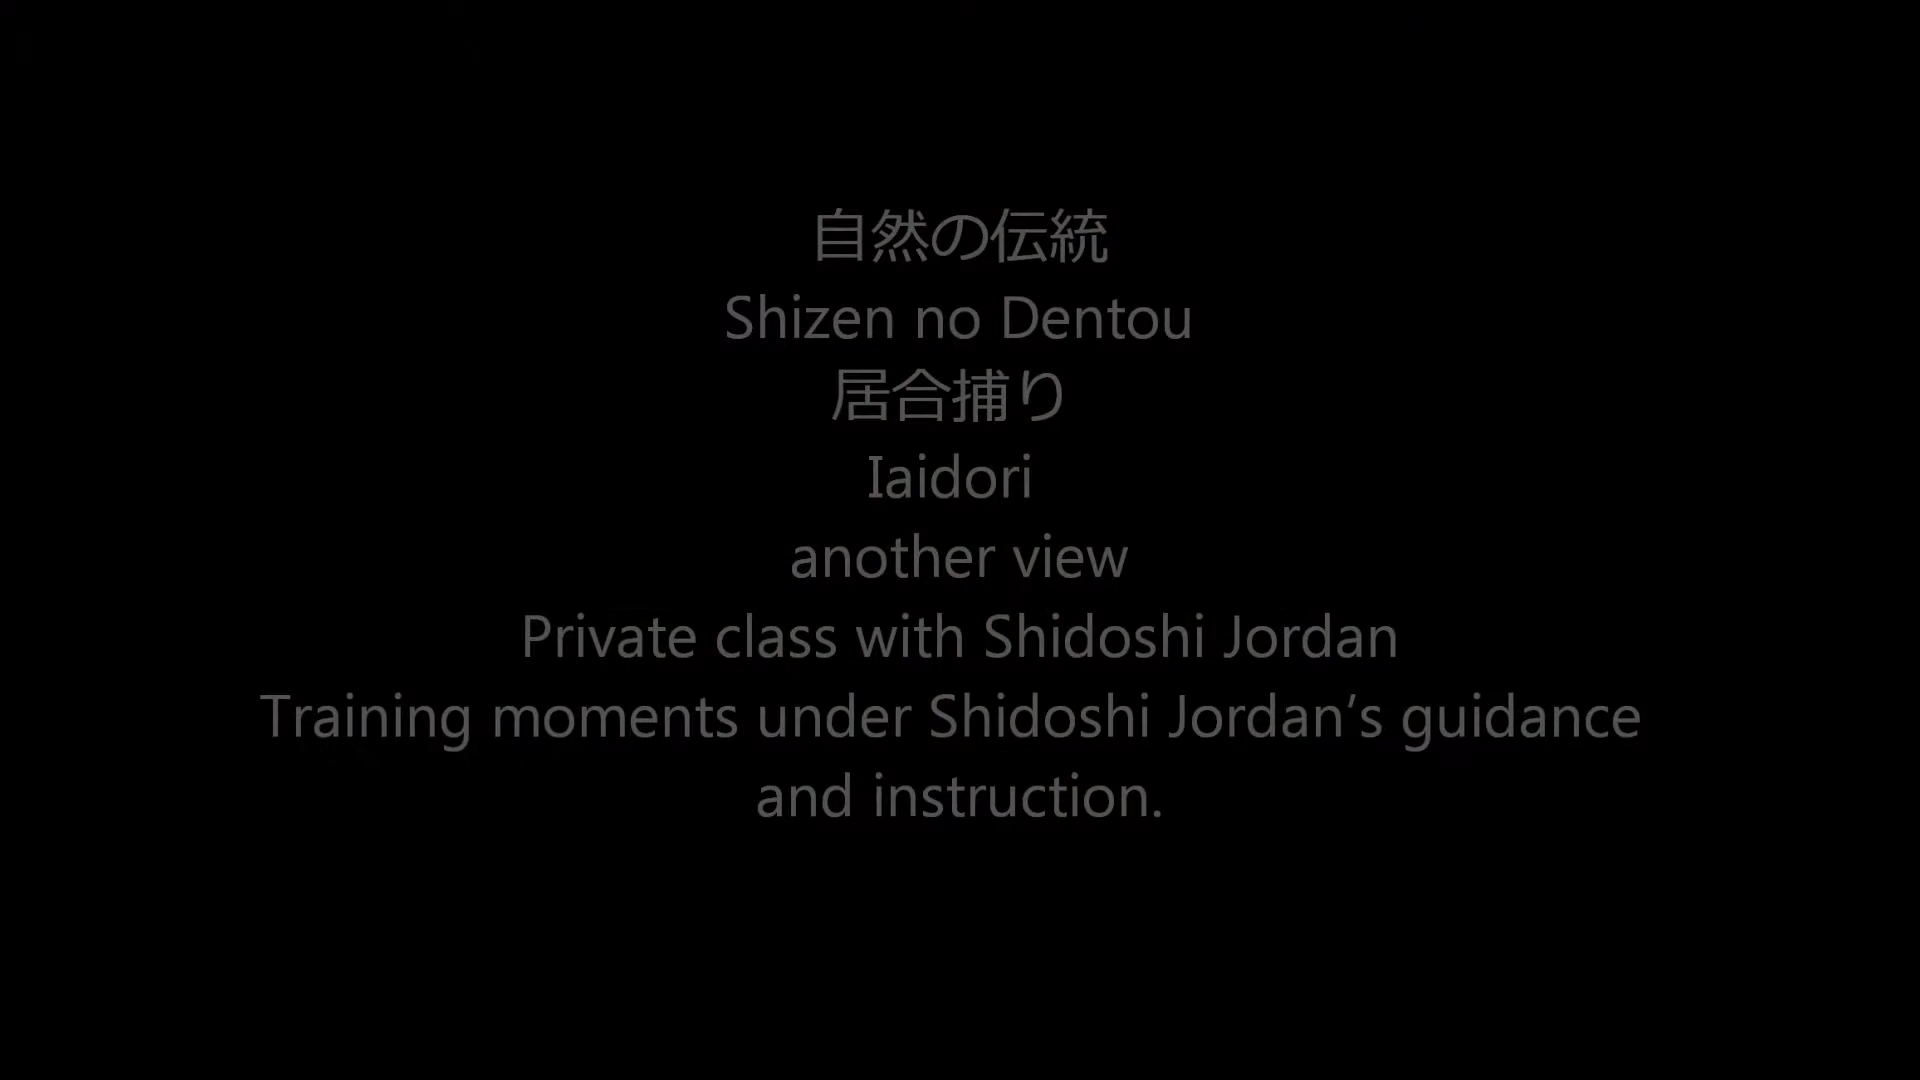 自然の伝統
Shizen no Dentou
居合捕り
Iaidori
another view
Private class with Shidoshi Jordan
Training moments under Shidoshi Jordan’s guidance
and instruction.